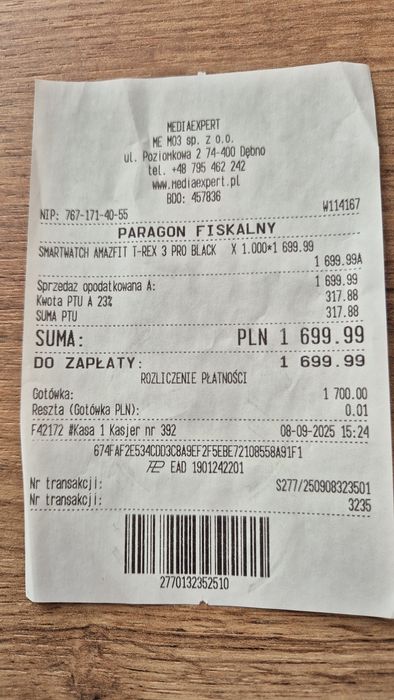 MEDIAEXPERT
ME M03 sp. z o.o.
ul. Poziomkowa 2 74-400 Dębno
tel. +48 795 462 242
www.mediaexpert.pl
BDO: 457836
NIP: 767-171-40-55 W114167
PARAGON FISKALNY
SMARTWATCH AMAZFIT T-REX 3 PRO BLACK X 1.000*1 699.99
1 699.99A
Sprzedaż opodatkowana A: 1 699.99
Kwota PTU A 23% 317.88
SUMA PTU 317.88
SUMA: PLN 1 699.99
DO ZAPŁATY: 1 699.99
ROZLICZENIE PŁATNOŚCI
Gotówka: 1 700.00
Reszta (Gotówka PLN): 0.01
F42172 #Kasa 1 Kasjer nr 392 08-09-2025 15:24
674FAF2E534CDD3C8A9EF2F5EBE72108558A91F1
EAD 1901242201
Nr transakcji: S277/250908323501
Nr transakcji: 3235
2770132352510